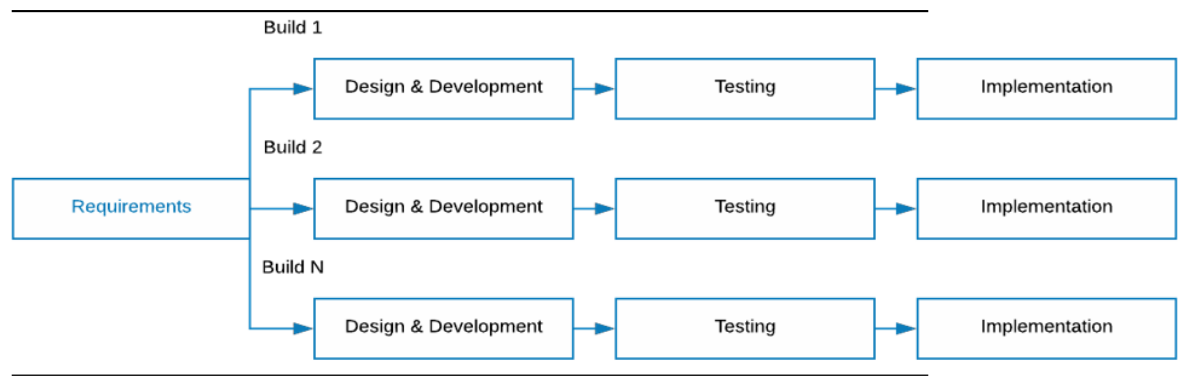 Build 1
Design & Development
Testing
Implementation
Build 2
Requirements
Design & Development
Testing
Implementation
Build N
Design & Development
Testing
Implementation